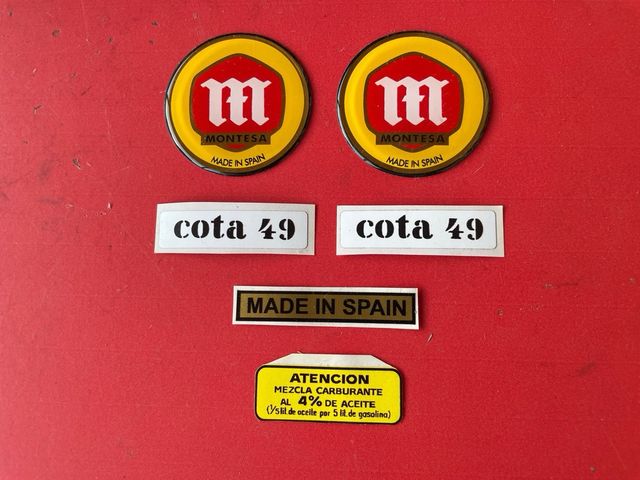 m
MONTESA
MADE IN SPAIN
m
MONTESA
MADE IN SPAIN
cota 49
cota 49
MADE IN SPAIN
ATENCION
MEZCLA CARBURANTE
AL 4% DE ACEITE
(1/5 lit. de aceite por 5 lit. de gasolina)